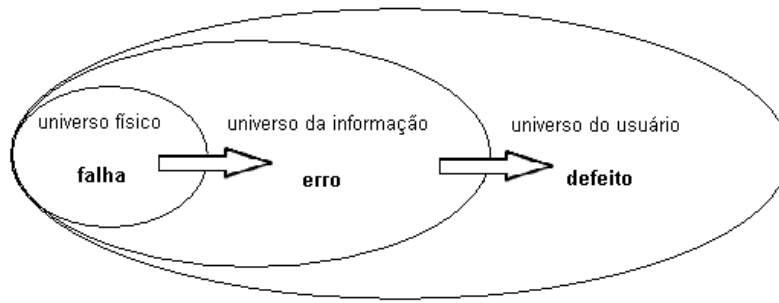 universo físico
falha
universo da informação
erro
universo do usuário
defeito